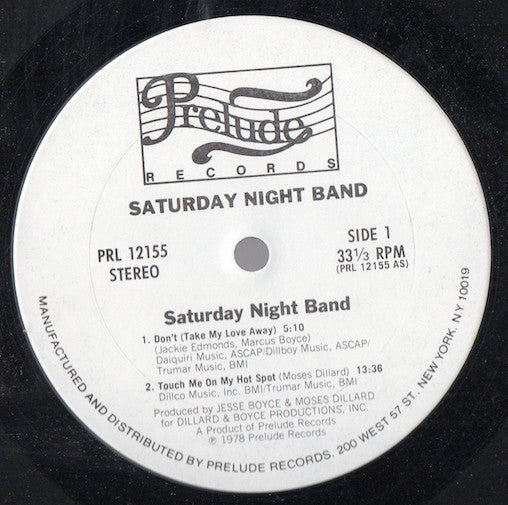 Prelude
RECORDS
SATURDAY NIGHT BAND
PRL 12155
STEREO
SIDE 1
33 1/3 RPM
(PRL 12155 AS)
Saturday Night Band
1. Don't (Take My Love Away) 5:10
(Jackie Edmonds, Marcus Boyce)
Daiquiri Music, ASCAP/Dillboy Music, ASCAP/
Trumar Music, BMI
2. Touch Me On My Hot Spot (Moses Dillard) 13:36
Dillco Music, Inc. BMI/Trumar Music, BMI
Produced by JESSE BOYCE & MOSES DILLARD
for DILLARD & BOYCE PRODUCTIONS, INC.
A Product of Prelude Records
℗ 1978 Prelude Records
MANUFACTURED AND DISTRIBUTED BY PRELUDE RECORDS, 200 WEST 57 ST. NEW YORK, NY 10019